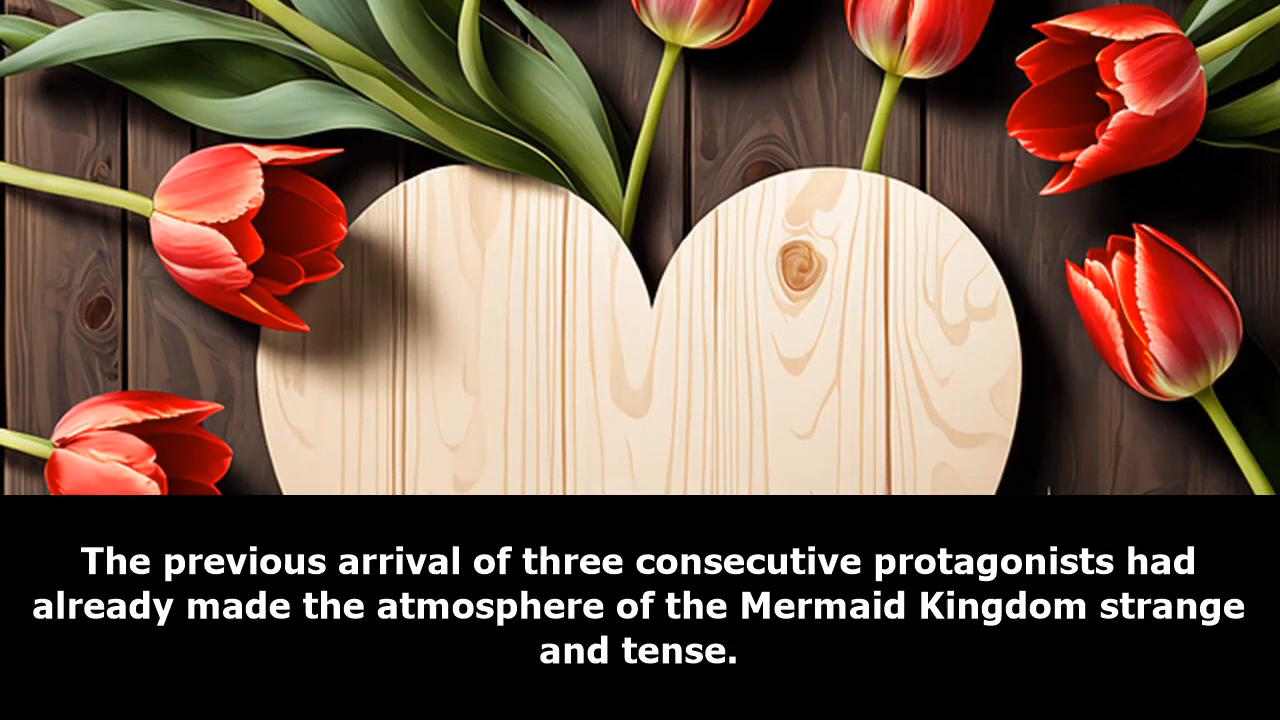 The previous arrival of three consecutive protagonists had
already made the atmosphere of the Mermaid Kingdom strange
and tense.